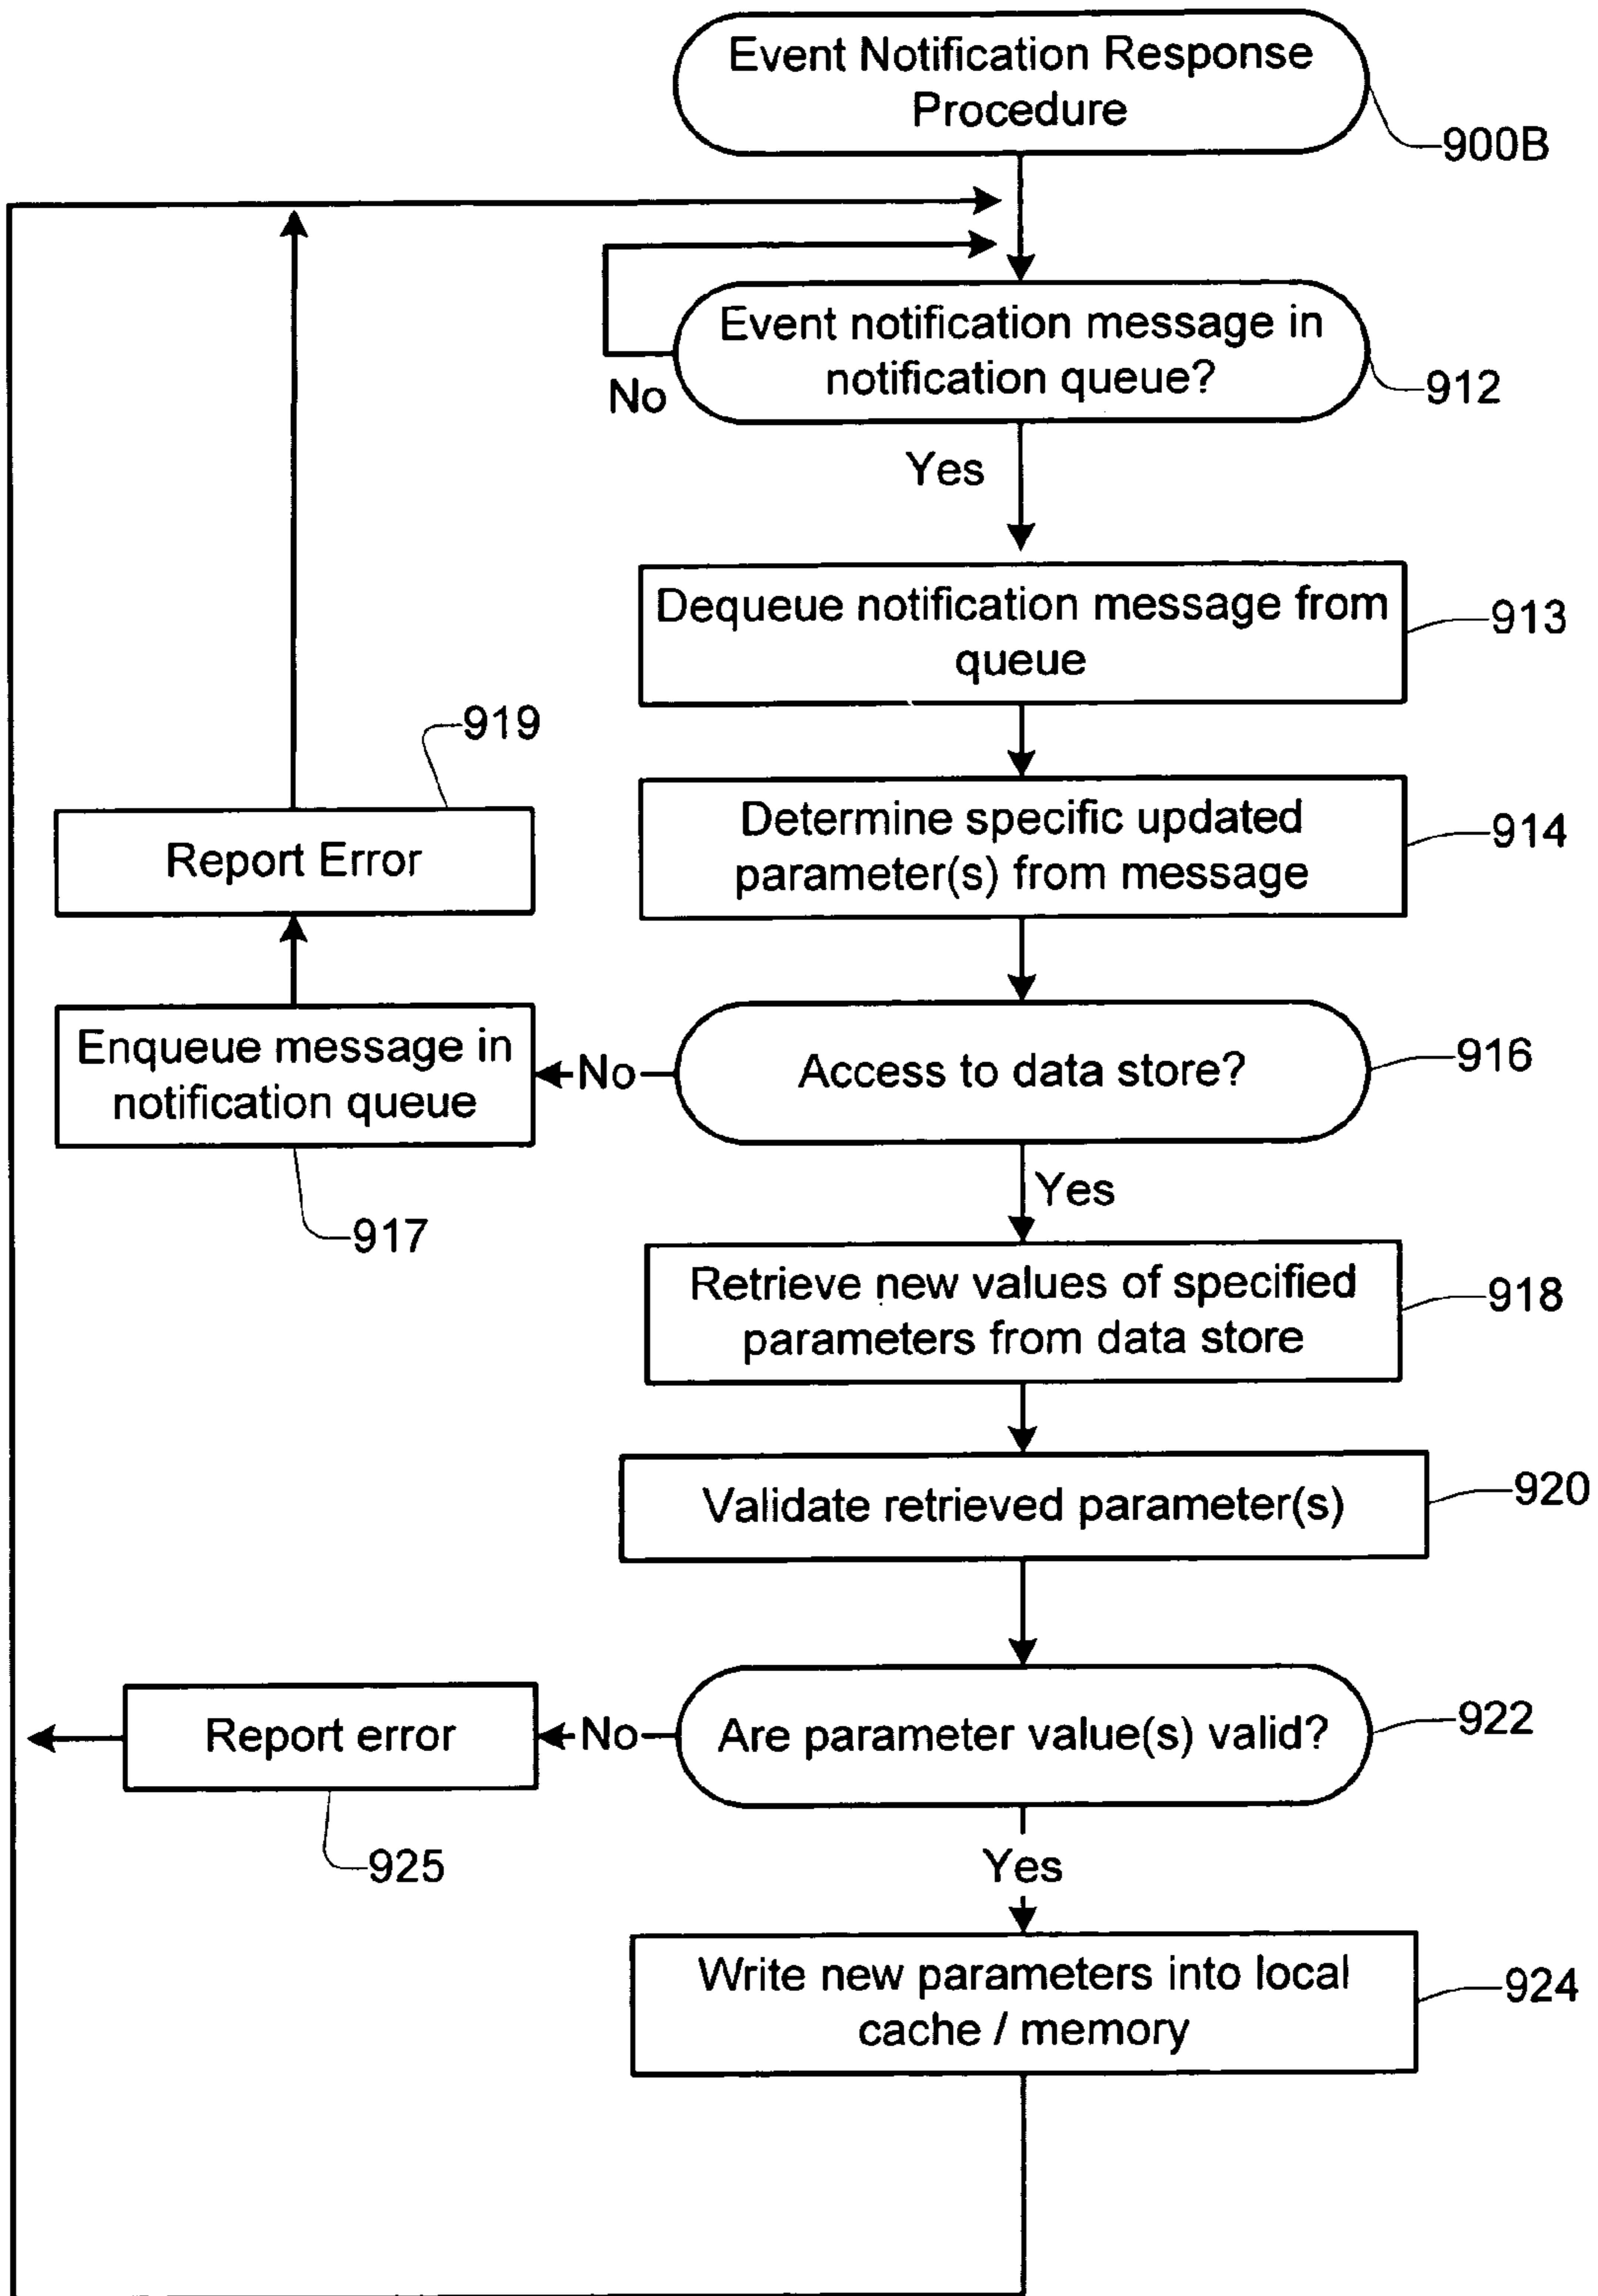 Event Notification Response
Procedure
900B
Event notification message in
notification queue?
912
No
Yes
Dequeue notification message from
queue
913
919
Determine specific updated
parameter(s) from message
914
Report Error
Enqueue message in
notification queue
No
Access to data store?
916
Yes
917
Retrieve new values of specified
parameters from data store
918
Validate retrieved parameter(s)
920
Report error
No
Are parameter value(s) valid?
922
925
Yes
Write new parameters into local
cache / memory
924